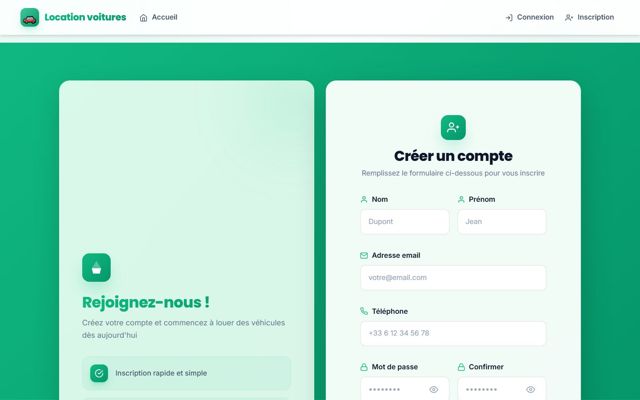 Location voitures
Accueil
Connexion
Inscription
Rejoignez-nous !
Créez votre compte et commencez à louer des véhicules
dès aujourd'hui
Inscription rapide et simple
Créer un compte
Remplissez le formulaire ci-dessous pour vous inscrire
Nom
Prénom
Dupont
Jean
Adresse email
votre@email.com
Téléphone
+33 6 12 34 56 78
Mot de passe
Confirmer
••••••••
••••••••